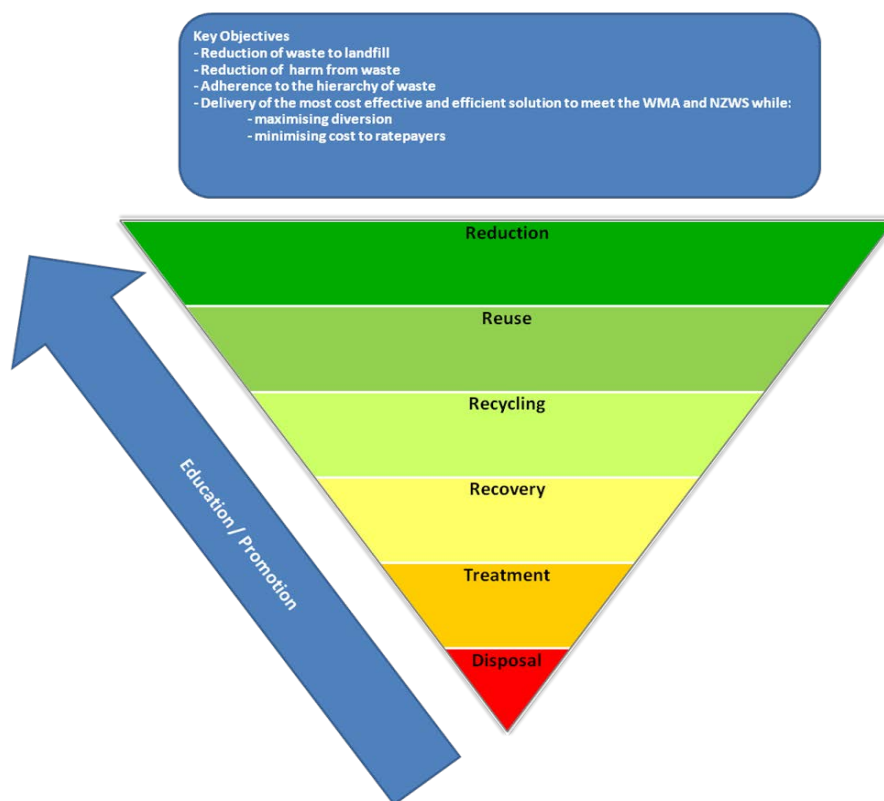 Key Objectives
- Reduction of waste to landfill
- Reduction of harm from waste
- Adherence to the hierarchy of waste
- Delivery of the most cost effective and efficient solution to meet the WMA and NZWS while:
- maximising diversion
- minimising cost to ratepayers
Reduction
Reuse
Recycling
Recovery
Treatment
Disposal
Education / Promotion